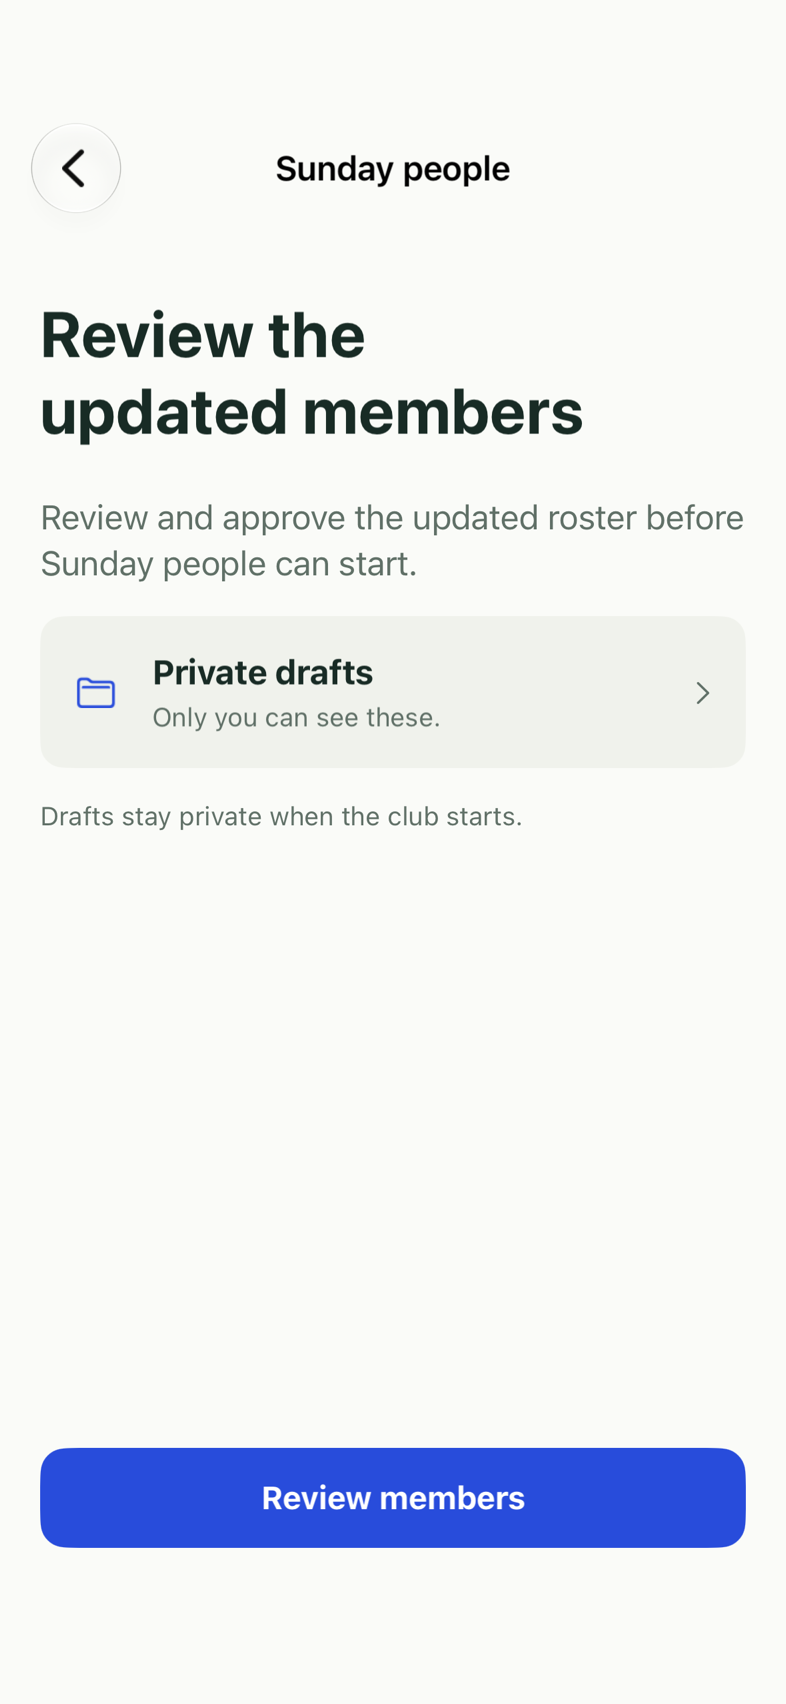 Sunday people
Review the
updated members
Review and approve the updated roster before
Sunday people can start.
Private drafts
Only you can see these.
Drafts stay private when the club starts.
Review members